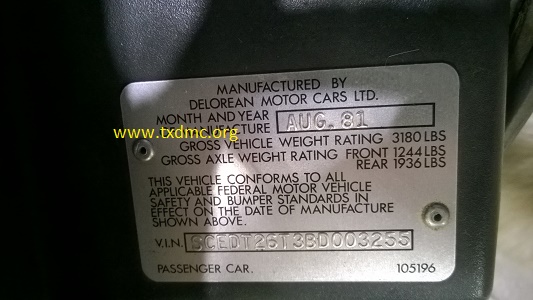 MANUFACTURED BY
DELOREAN MOTOR CARS LTD.
MONTH AND YEAR
www.txdmc.org
AUG. 81
GROSS VEHICLE WEIGHT RATING 3180 LBS
GROSS AXLE WEIGHT RATING FRONT 1244 LBS
REAR 1936 LBS
THIS VEHICLE CONFORMS TO ALL
APPLICABLE FEDERAL MOTOR VEHICLE
SAFETY AND BUMPER STANDARDS IN
EFFECT ON THE DATE OF MANUFACTURE
SHOWN ABOVE.
V.I.N. SCEDT26T3BD003255
PASSENGER CAR. 105196